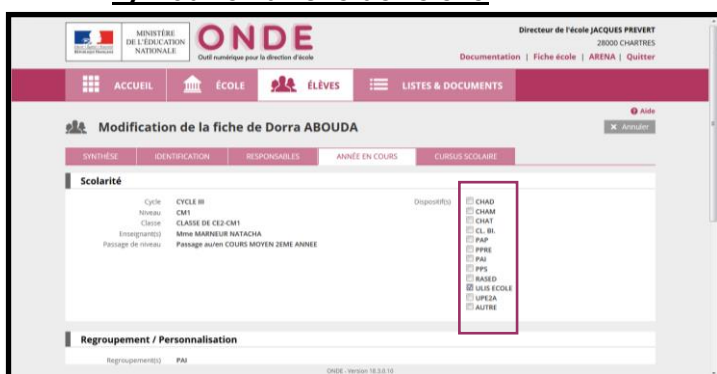 MINISTÈRE
DE L'ÉDUCATION
NATIONALE
ONDE
Outil numérique pour la direction d'école
Directeur de l'école JACQUES PREVERT
28000 CHARTRES
Documentation | Fiche école | ARENA | Quitter
ACCUEIL ÉCOLE ÉLÈVES LISTES & DOCUMENTS
Aide
Modification de la fiche de Dorra ABOUDA
Annuler
SYNTHÈSE IDENTIFICATION RESPONSABLES ANNÉE EN COURS CURSUS SCOLAIRE
Scolarité
Cycle CYCLE III
Niveau CM1
Classe CLASSE DE CE2-CM1
Enseignant(s) Mme MARNEUR NATACHA
Passage de niveau Passage au/en COURS MOYEN 2EME ANNEE
Dispositif(s) CHAD
CHAM
CHAT
CL. BI.
PAP
PPRE
PAI
PPS
RASED
ULIS ECOLE
UPE2A
AUTRE
Regroupement / Personnalisation
Regroupement(s) PAI
ONDE - Version 18.3.0.10